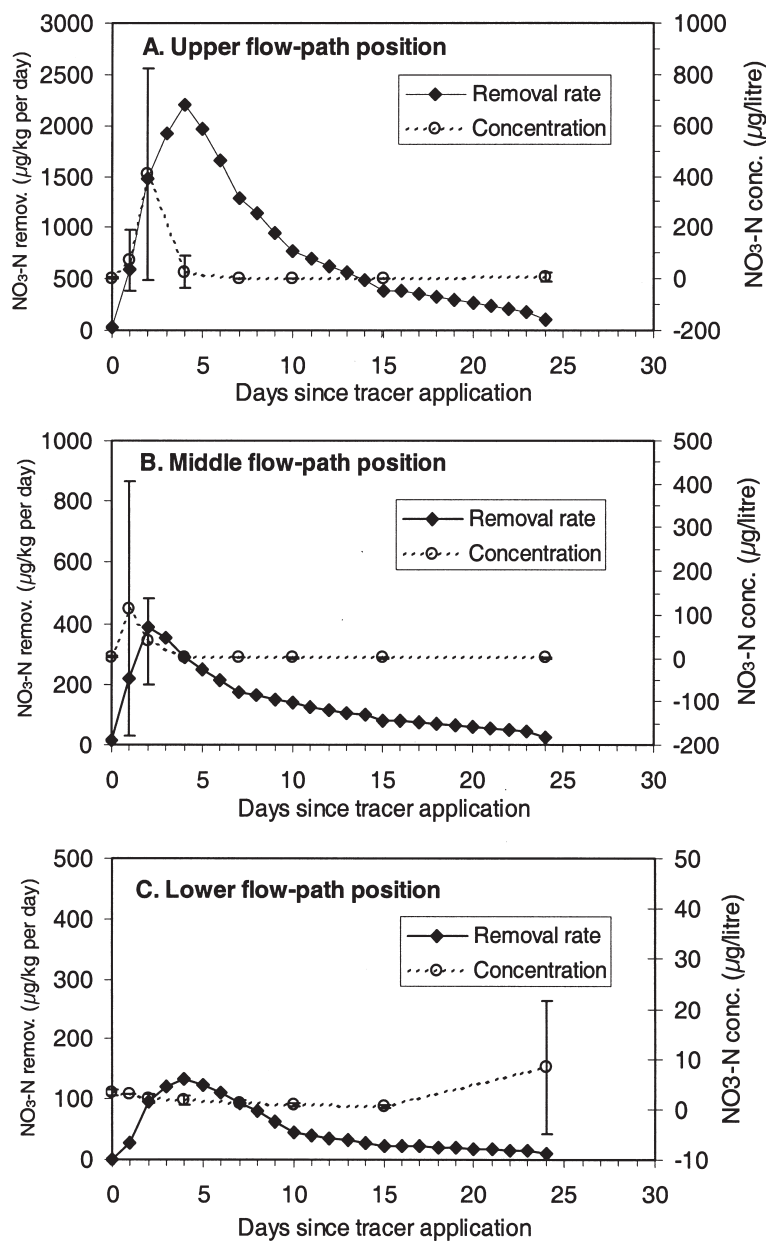 A. Upper flow-path position
NO₃-N remov. (µg/kg per day)
3000
2500
2000
1500
1000
500
0
Removal rate
Concentration
1000
800
600
400
200
0
-200
NO₃-N conc. (µg/litre)
0 5 10 15 20 25 30
Days since tracer application
B. Middle flow-path position
NO₃-N remov. (µg/kg per day)
1000
800
600
400
200
0
Removal rate
Concentration
500
400
300
200
100
0
-100
-200
NO₃-N conc. (µg/litre)
0 5 10 15 20 25 30
Days since tracer application
C. Lower flow-path position
NO₃-N remov. (µg/kg per day)
500
400
300
200
100
0
Removal rate
Concentration
50
40
30
20
10
0
-10
NO3-N conc. (µg/litre)
0 5 10 15 20 25 30
Days since tracer application